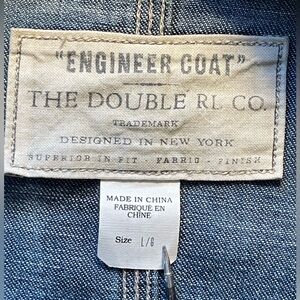 "ENGINEER COAT"
THE DOUBLE RL CO.
TRADEMARK
DESIGNED IN NEW YORK
SUPERIOR IN FIT - FABRIC - FINISH
MADE IN CHINA
FABRIQUE EN
CHINE
Size L/G